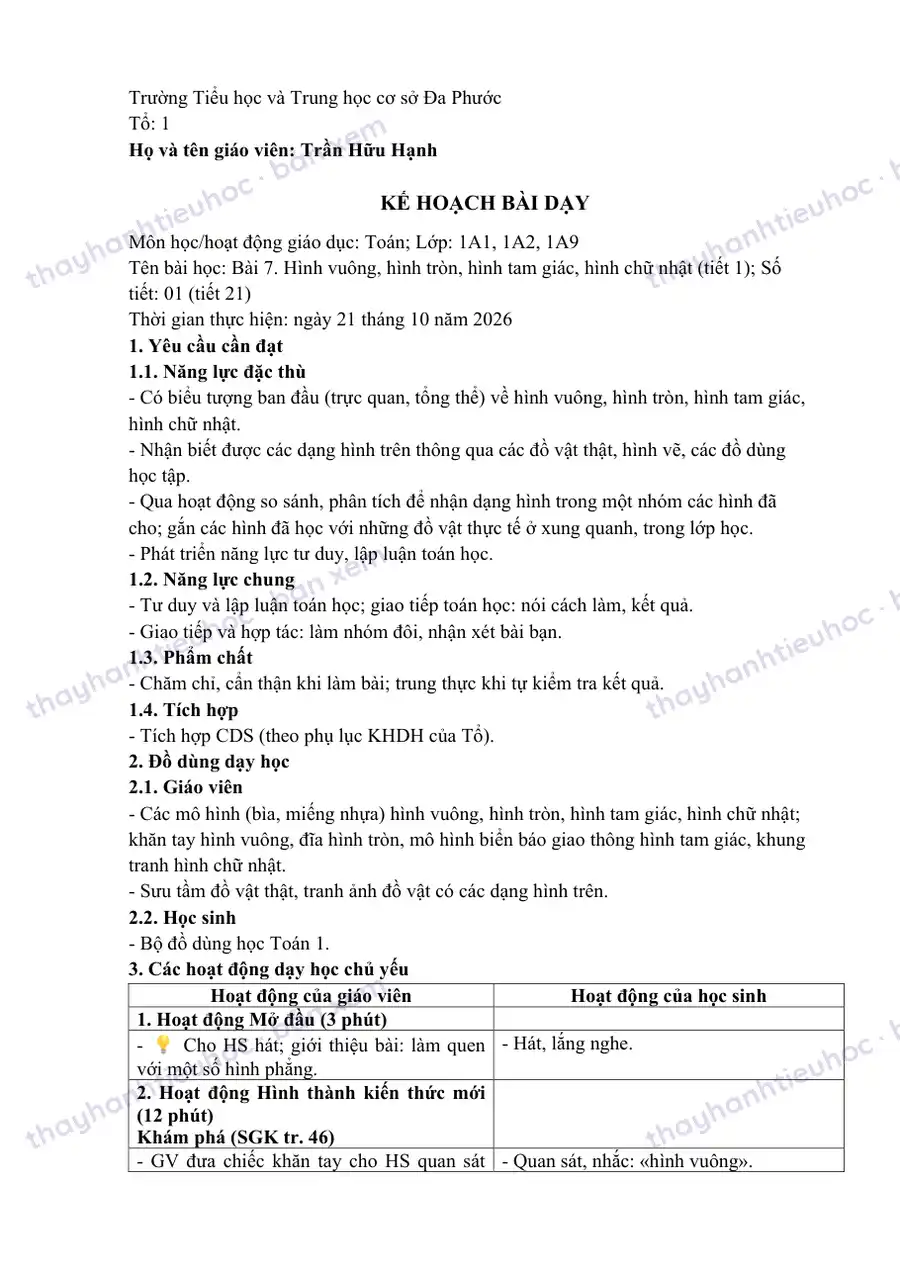 Trường Tiểu học và Trung học cơ sở Đa Phước
Tổ: 1
Họ và tên giáo viên: Trần Hữu Hạnh
KẾ HOẠCH BÀI DẠY
Môn học/hoạt động giáo dục: Toán; Lớp: 1A1, 1A2, 1A9
Tên bài học: Bài 7. Hình vuông, hình tròn, hình tam giác, hình chữ nhật (tiết 1); Số
tiết: 01 (tiết 21)
Thời gian thực hiện: ngày 21 tháng 10 năm 2026
1. Yêu cầu cần đạt
1.1. Năng lực đặc thù
- Có biểu tượng ban đầu (trực quan, tổng thể) về hình vuông, hình tròn, hình tam giác,
hình chữ nhật.
- Nhận biết được các dạng hình trên thông qua các đồ vật thật, hình vẽ, các đồ dùng
học tập.
- Qua hoạt động so sánh, phân tích để nhận dạng hình trong một nhóm các hình đã
cho; gắn các hình đã học với những đồ vật thực tế ở xung quanh, trong lớp học.
- Phát triển năng lực tư duy, lập luận toán học.
1.2. Năng lực chung
- Tư duy và lập luận toán học; giao tiếp toán học: nói cách làm, kết quả.
- Giao tiếp và hợp tác: làm nhóm đôi, nhận xét bài bạn.
1.3. Phẩm chất
- Chăm chỉ, cẩn thận khi làm bài; trung thực khi tự kiểm tra kết quả.
1.4. Tích hợp
- Tích hợp CDS (theo phụ lục KHDH của Tổ).
2. Đồ dùng dạy học
2.1. Giáo viên
- Các mô hình (bìa, miếng nhựa) hình vuông, hình tròn, hình tam giác, hình chữ nhật;
khăn tay hình vuông, đĩa hình tròn, mô hình biển báo giao thông hình tam giác, khung
tranh hình chữ nhật.
- Sưu tầm đồ vật thật, tranh ảnh đồ vật có các dạng hình trên.
2.2. Học sinh
- Bộ đồ dùng học Toán 1.
3. Các hoạt động dạy học chủ yếu
Hoạt động của giáo viên
Hoạt động của học sinh
1. Hoạt động Mở đầu (3 phút)
- 💡 Cho HS hát; giới thiệu bài: làm quen
với một số hình phẳng.
- Hát, lắng nghe.
2. Hoạt động Hình thành kiến thức mới
(12 phút)
Khám phá (SGK tr. 46)
- GV đưa chiếc khăn tay cho HS quan sát
- Quan sát, nhắc: «hình vuông».
thayhanhtieuhoc · bản xem
thayhanhtieuhoc · b
thayhanhtieuhoc · bản xem
thayhanhtieuhoc · b
thayhanhtieuhoc · bản xem
thayhanhtieuhoc · b